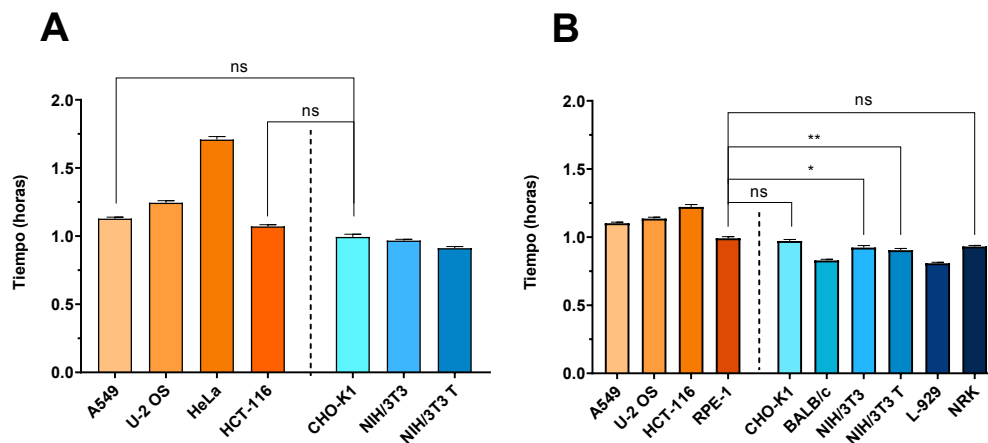 A
ns
ns
2.0
1.5
1.0
0.5
0.0
Tiempo (horas)
A549
U-2 OS
HeLa
HCT-116
CHO-K1
NIH/3T3
NIH/3T3 T
B
ns
**
*
ns
2.0
1.5
1.0
0.5
0.0
Tiempo (horas)
A549
U-2 OS
HCT-116
RPE-1
CHO-K1
BALB/c
NIH/3T3
NIH/3T3 T
L-929
NRK